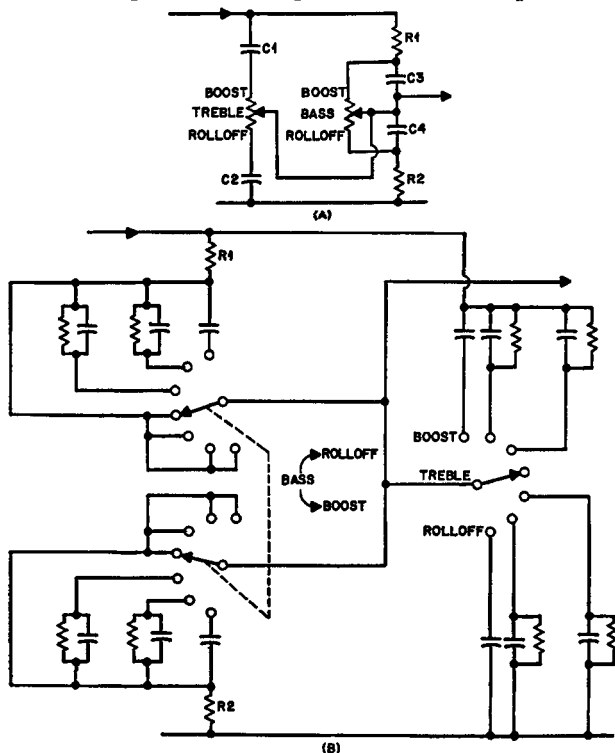 R1
C1
C3
BOOST
BOOST
TREBLE
BASS
ROLLOFF
ROLLOFF
C4
C2
R2
(A)
R1
BOOST
ROLLOFF
BASS
BOOST
TREBLE
ROLLOFF
R2
(B)